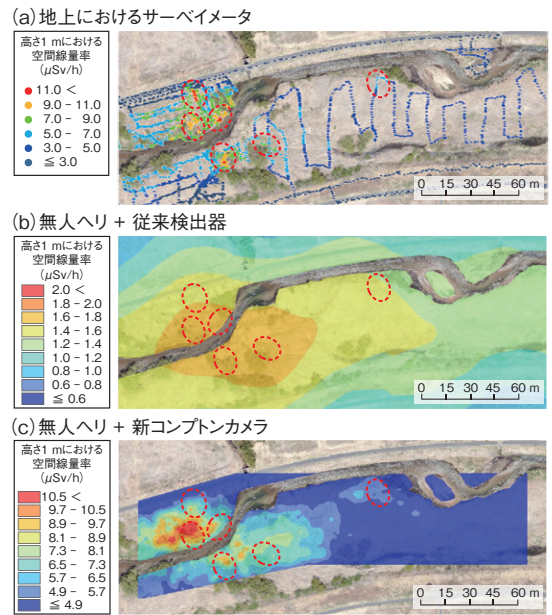 (a)地上におけるサーベイメータ
高さ1 mにおける
空間線量率
(μSv/h)
11.0 <
9.0 - 11.0
7.0 - 9.0
5.0 - 7.0
3.0 - 5.0
≦ 3.0
0 15 30 45 60 m
(b)無人ヘリ + 従来検出器
高さ1 mにおける
空間線量率
(μSv/h)
2.0 <
1.8 - 2.0
1.6 - 1.8
1.4 - 1.6
1.2 - 1.4
1.0 - 1.2
0.8 - 1.0
0.6 - 0.8
≦ 0.6
0 15 30 45 60 m
(c)無人ヘリ + 新コンプトンカメラ
高さ1 mにおける
空間線量率
(μSv/h)
10.5 <
9.7 - 10.5
8.9 - 9.7
8.1 - 8.9
7.3 - 8.1
6.5 - 7.3
5.7 - 6.5
4.9 - 5.7
≦ 4.9
0 15 30 45 60 m